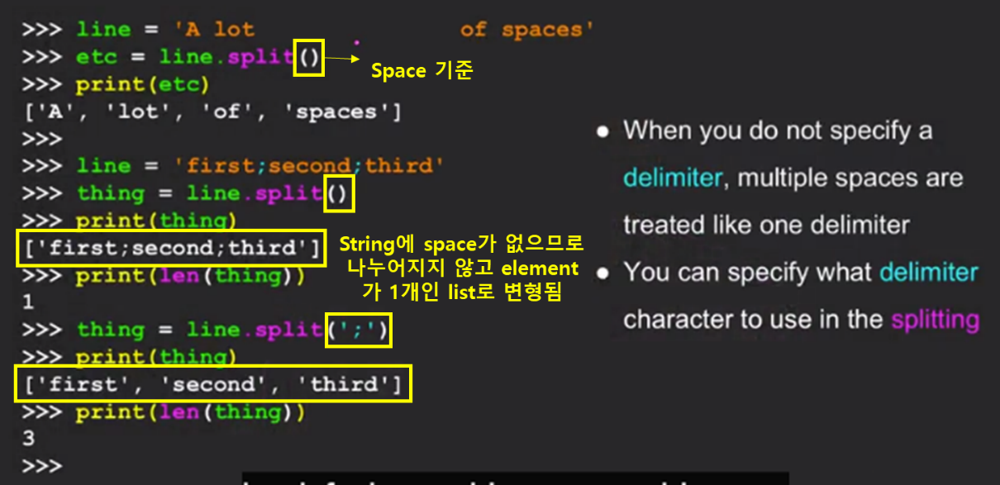 >>> line = 'A lot               of spaces'
>>> etc = line.split()
Space 기준
>>> print(etc)
['A', 'lot', 'of', 'spaces']
>>>
>>> line = 'first;second;third'
>>> thing = line.split()
>>> print(thing)
['first;second;third']
>>> print(len(thing))
1
String에 space가 없으므로
나누어지지 않고 element
가 1개인 list로 변형됨
>>> thing = line.split(';')
>>> print(thing)
['first', 'second', 'third']
>>> print(len(thing))
3
>>>
● When you do not specify a
delimiter, multiple spaces are
treated like one delimiter
● You can specify what delimiter
character to use in the splitting